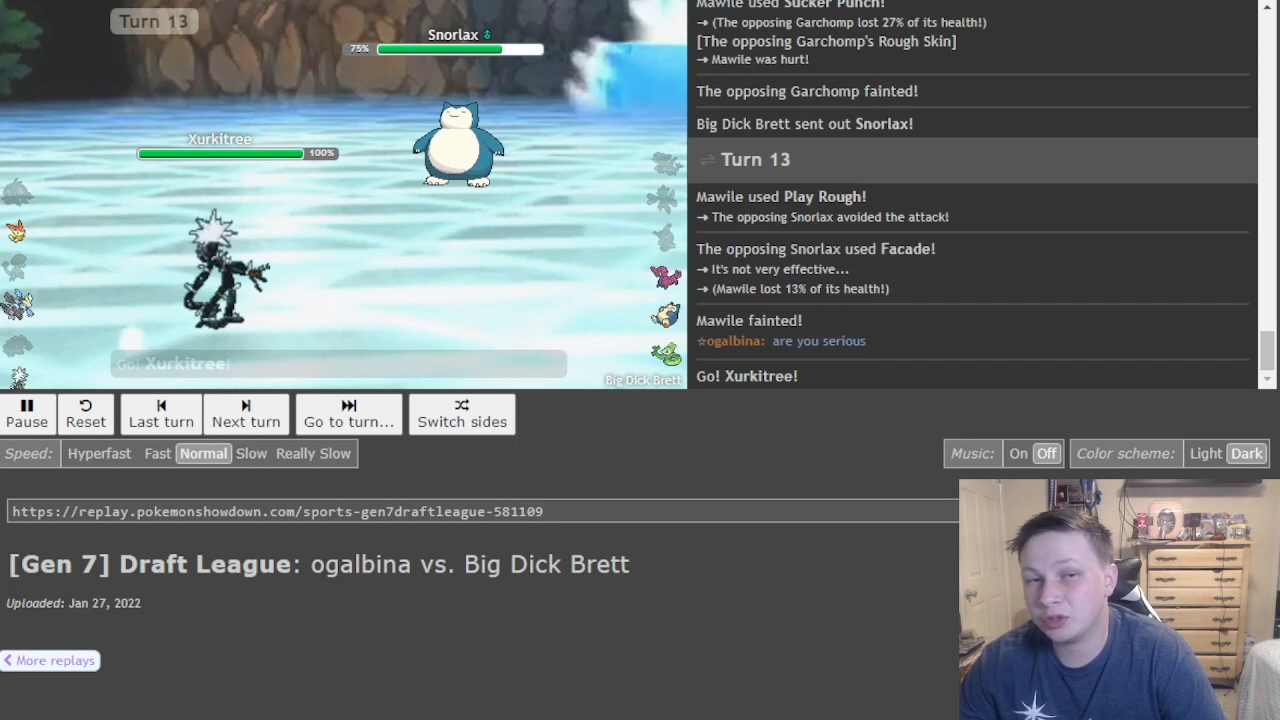 Turn 13
Snorlax
75%
Xurkitree
100%
Go! Xurkitree!
Big Dick Brett
Mawile used Sucker Punch!
→ (The opposing Garchomp lost 27% of its health!)
[The opposing Garchomp's Rough Skin]
→ Mawile was hurt!
The opposing Garchomp fainted!
Big Dick Brett sent out Snorlax!
Turn 13
Mawile used Play Rough!
→ The opposing Snorlax avoided the attack!
The opposing Snorlax used Facade!
→ It's not very effective...
→ (Mawile lost 13% of its health!)
Mawile fainted!
☆ogalbina: are you serious
Go! Xurkitree!
Pause Reset Last turn Next turn Go to turn... Switch sides
Speed: Hyperfast Fast Normal Slow Really Slow Music: On Off Color scheme: Light Dark
https://replay.pokemonshowdown.com/sports-gen7draftleague-581109
[Gen 7] Draft League: ogalbina vs. Big Dick Brett
Uploaded: Jan 27, 2022
More replays